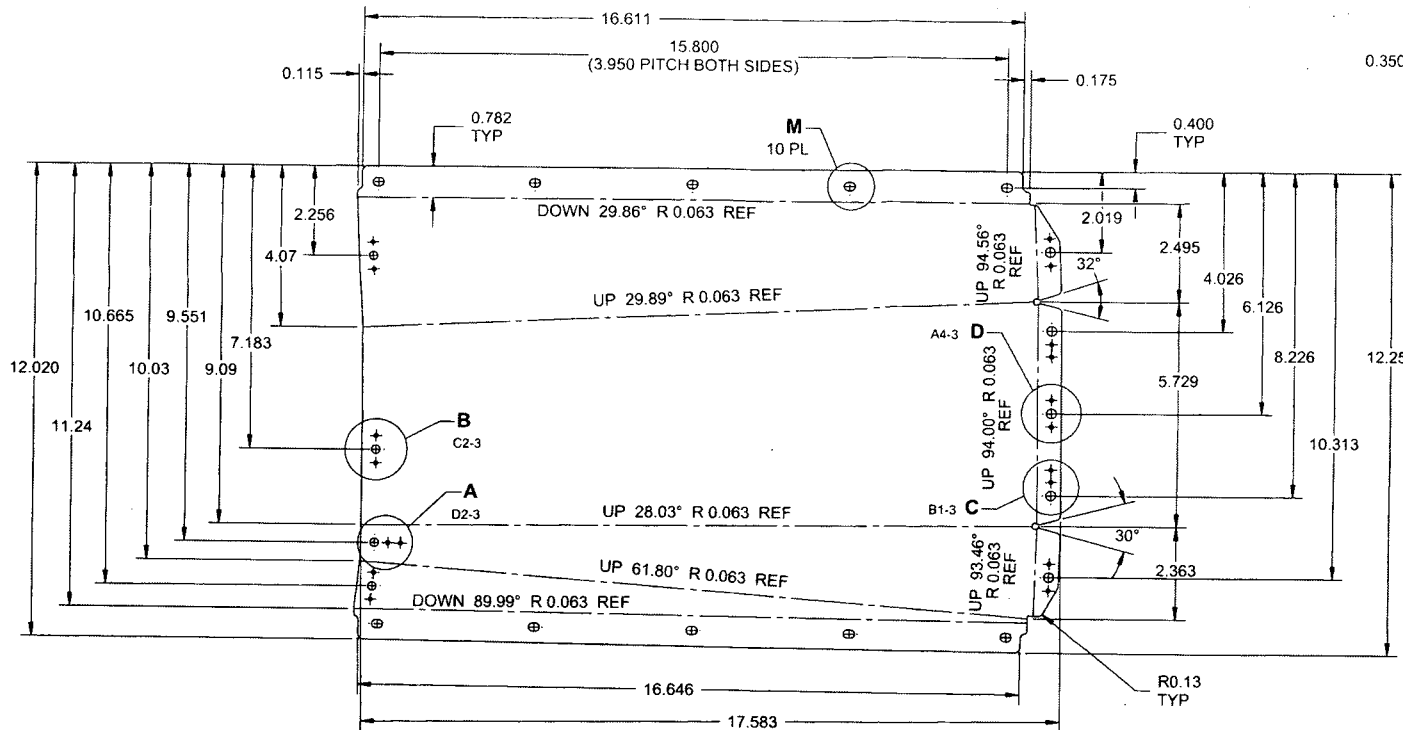 16.611
15.800
(3.950 PITCH BOTH SIDES)
0.350
0.115
0.175
0.782
TYP
M
10 PL
0.400
TYP
DOWN 29.86° R 0.063 REF
2.256
2.019
4.07
2.495
UP 94.56°
R 0.063
REF
32°
4.026
UP 29.89° R 0.063 REF
6.126
10.665
9.551
7.183
A4-3 D
8.226
12.020
10.03
9.09
5.729
12.25
UP 94.00° R 0.063
REF
11.24
B
C2-3
10.313
A
D2-3
B1-3 C
UP 28.03° R 0.063 REF
30°
UP 93.46°
R 0.063
REF
2.363
UP 61.80° R 0.063 REF
DOWN 89.99° R 0.063 REF
R0.13
TYP
16.646
17.583